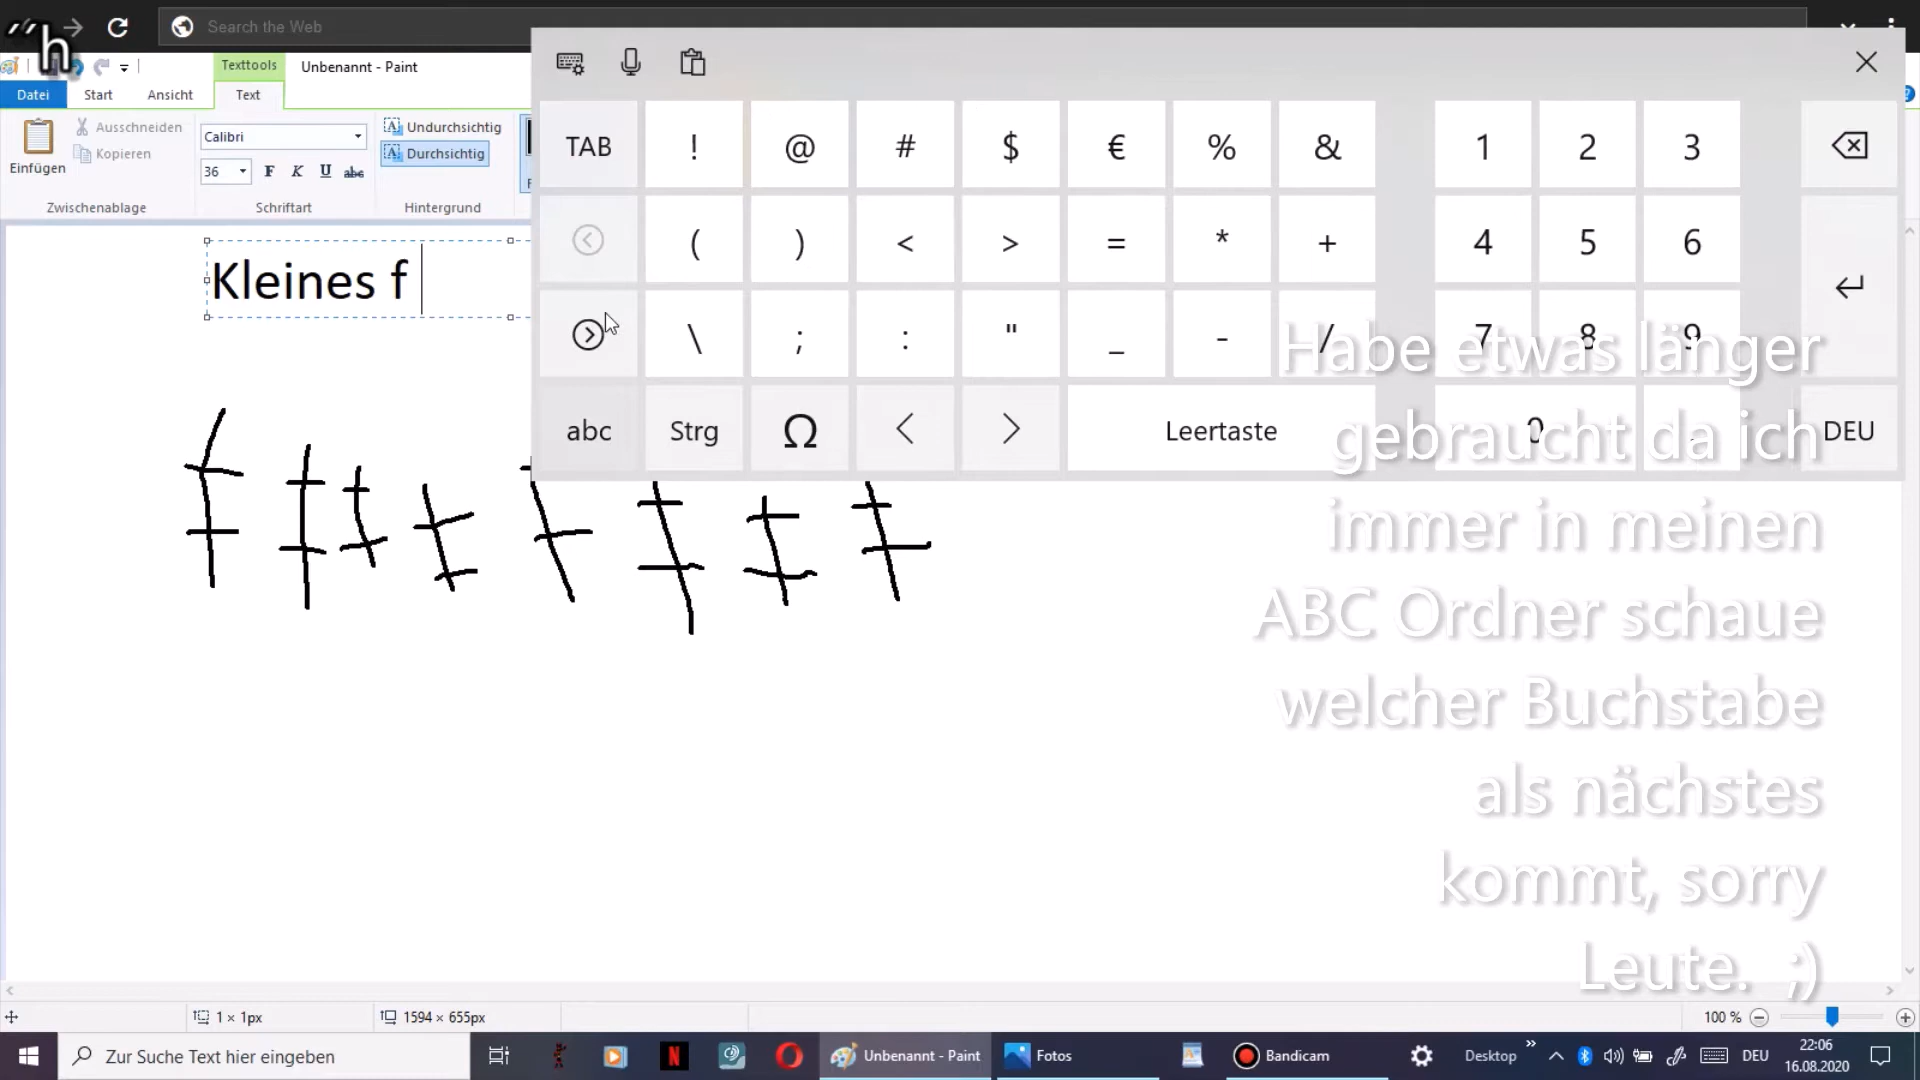 "h
Search the Web
Texttools
Unbenannt - Paint
Datei
Start
Ansicht
Text
Einfügen
Ausschneiden
Kopieren
Zwischenablage
Calibri
36
F K U abc
Schriftart
Undurchsichtig
Durchsichtig
Hintergrund
TAB ! @ # $ € % & 1 2 3
( ) < > = * + 4 5 6
\ ; : " _ - / 7 8 9
abc Strg Ω < > Leertaste 0 , DEU
Kleines f
Habe etwas länger
gebraucht da ich
immer in meinen
ABC Ordner schaue
welcher Buchstabe
als nächstes
kommt, sorry
Leute. ;)
1 × 1px
1594 × 655px
100 %
Zur Suche Text hier eingeben
N
Unbenannt - Paint
Fotos
Bandicam
Desktop
»
DEU
22:06
16.08.2020